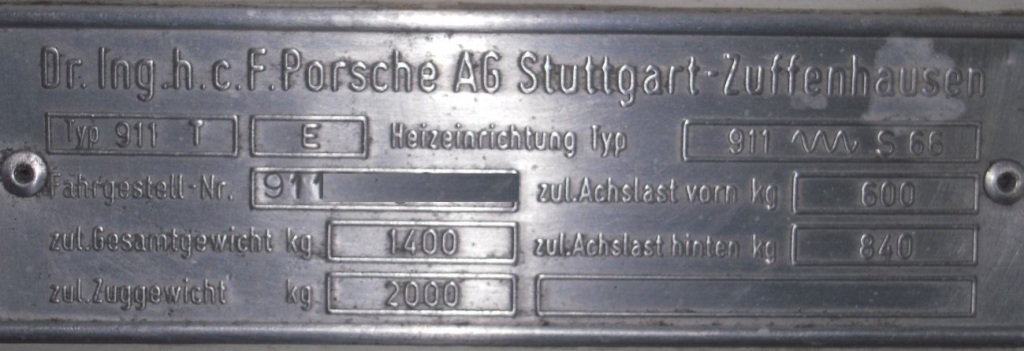 Dr. Ing. h. c. F. Porsche AG Stuttgart-Zuffenhausen
Typ 911 T E Heizeinrichtung Typ 911 S 66
Fahrgestell-Nr. 911 zul. Achslast vorn kg 600
zul. Gesamtgewicht kg 1400 zul. Achslast hinten kg 840
zul. Zuggewicht kg 2000